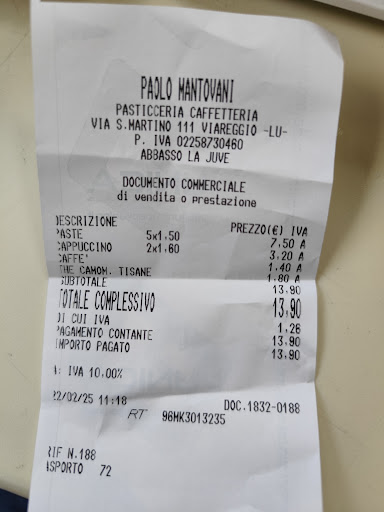 PAOLO MANTOVANI
PASTICCERIA CAFFETTERIA
VIA S.MARTINO 111 VIAREGGIO -LU-
P. IVA 02258730460
ABBASSO LA JUVE
DOCUMENTO COMMERCIALE
di vendita o prestazione
DESCRIZIONE PREZZO(€) IVA
PASTE 5x1.50 7.50 A
CAPPUCCINO 2x1.60 3.20 A
CAFFE' 1.40 A
THE CAMOM. TISANE 1.80 A
SUBTOTALE 13.90
TOTALE COMPLESSIVO 13,90
DI CUI IVA 1.26
PAGAMENTO CONTANTE 13.90
IMPORTO PAGATO 13.90
A: IVA 10.00%
22/02/25 11:18 DOC.1832-0188
RT 96MK3013235
RIF N.188
ASPORTO 72